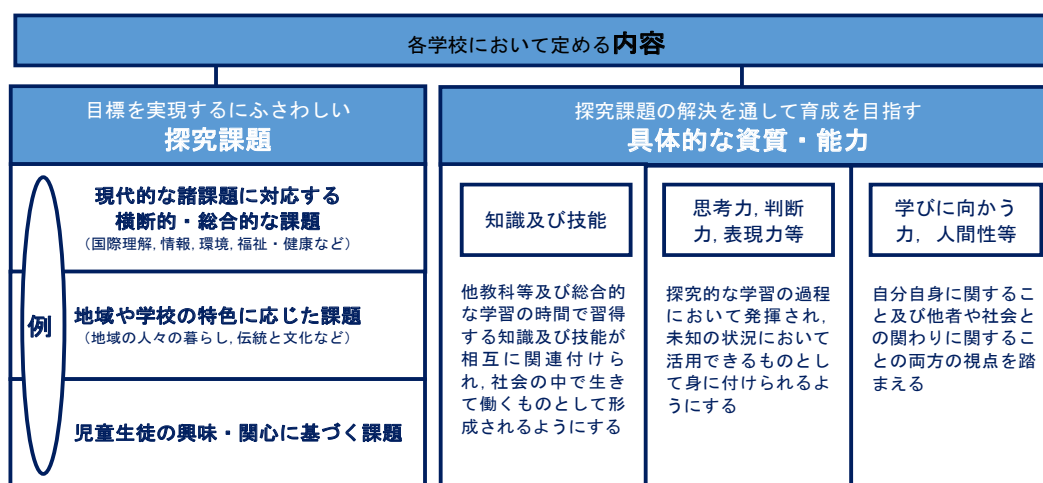 各学校において定める内容
目標を実現するにふさわしい
探究課題
例
現代的な諸課題に対応する
横断的・総合的な課題
（国際理解,情報,環境,福祉・健康など）
地域や学校の特色に応じた課題
（地域の人々の暮らし,伝統と文化など）
児童生徒の興味・関心に基づく課題
探究課題の解決を通して育成を目指す
具体的な資質・能力
知識及び技能
他教科等及び総合的
な学習の時間で習得
する知識及び技能が
相互に関連付けら
れ,社会の中で生き
て働くものとして形
成されるようにする
思考力,判断
力,表現力等
探究的な学習の過程
において発揮され,
未知の状況において
活用できるものとし
て身に付けられるよ
うにする
学びに向かう
力，人間性等
自分自身に関するこ
と及び他者や社会と
の関わりに関するこ
との両方の視点を踏
まえる